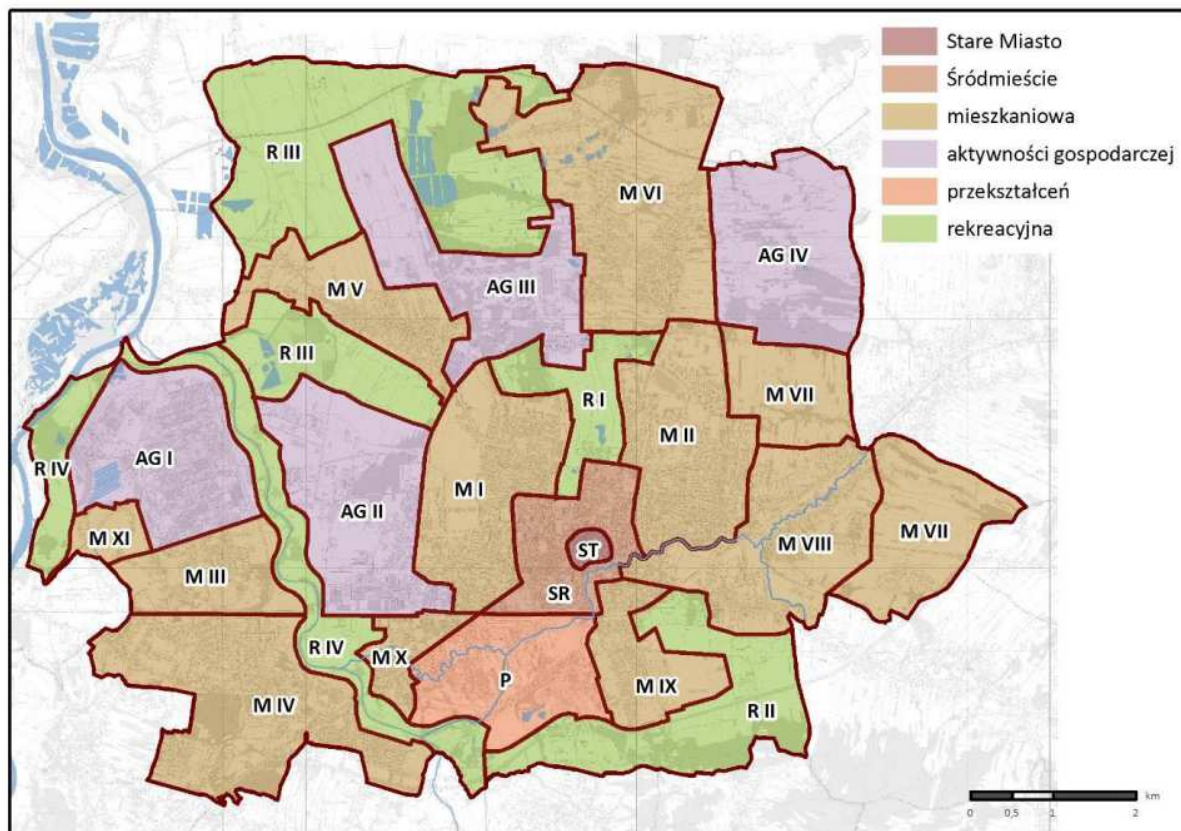 Stare Miasto
Śródmieście
mieszkaniowa
aktywności gospodarczej
przekształceń
rekreacyjna
R III
M VI
AG IV
M V
AG III
R III
R I
M VII
M II
R IV
AG I
M I
AG II
M XI
ST
M VIII
M VII
M III
SR
R IV
M X
P
M IX
M IV
R II
km
0 0,5 1 2